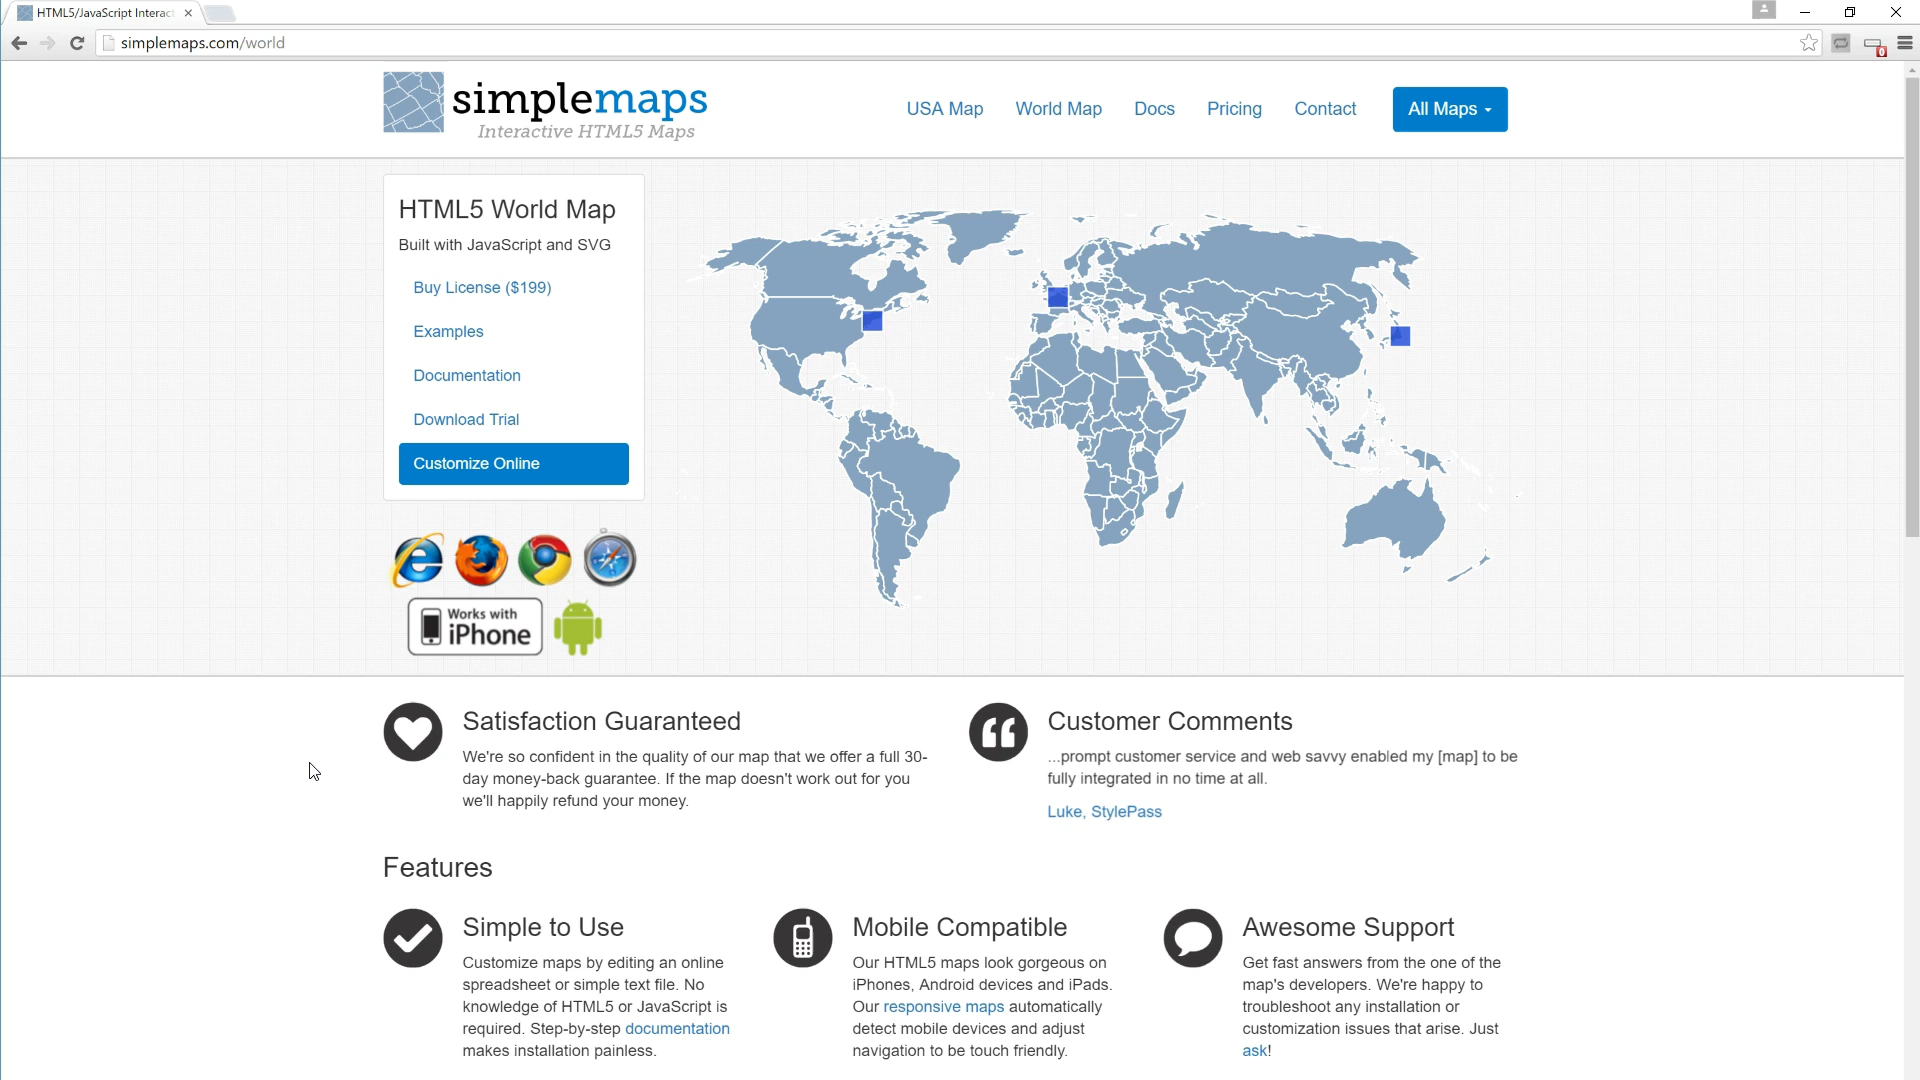 HTML5/JavaScript Interac
simplemaps.com/world
simplemaps
Interactive HTML5 Maps
USA Map
World Map
Docs
Pricing
Contact
All Maps
HTML5 World Map
Built with JavaScript and SVG
Buy License ($199)
Examples
Documentation
Download Trial
Customize Online
Works with
iPhone
Satisfaction Guaranteed
We're so confident in the quality of our map that we offer a full 30-
day money-back guarantee. If the map doesn't work out for you
we'll happily refund your money.
Customer Comments
...prompt customer service and web savvy enabled my [map] to be
fully integrated in no time at all.
Luke, StylePass
Features
Simple to Use
Customize maps by editing an online
spreadsheet or simple text file. No
knowledge of HTML5 or JavaScript is
required. Step-by-step documentation
makes installation painless.
Mobile Compatible
Our HTML5 maps look gorgeous on
iPhones, Android devices and iPads.
Our responsive maps automatically
detect mobile devices and adjust
navigation to be touch friendly.
Awesome Support
Get fast answers from the one of the
map's developers. We're happy to
troubleshoot any installation or
customization issues that arise. Just
ask!